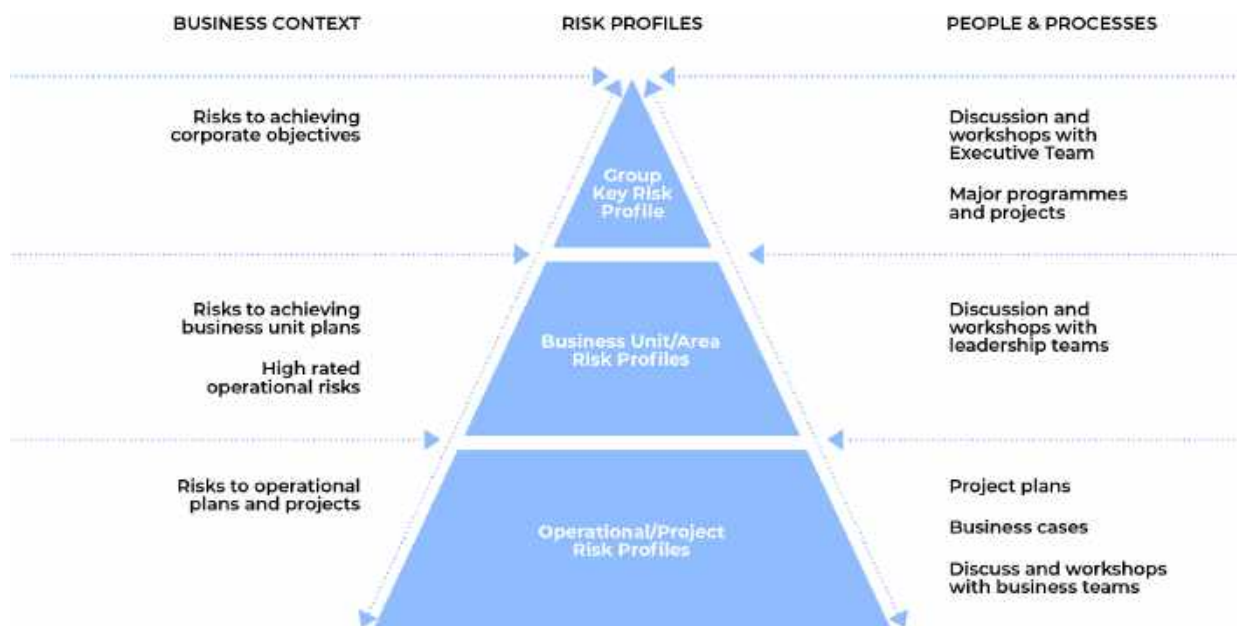 BUSINESS CONTEXT
RISK PROFILES
PEOPLE & PROCESSES
Risks to achieving
corporate objectives
Group
Key Risk
Profile
Discussion and
workshops with
Executive Team
Major programmes
and projects
Risks to achieving
business unit plans
High rated
operational risks
Business Unit/Area
Risk Profiles
Discussion and
workshops with
leadership teams
Risks to operational
plans and projects
Operational/Project
Risk Profiles
Project plans
Business cases
Discuss and workshops
with business teams